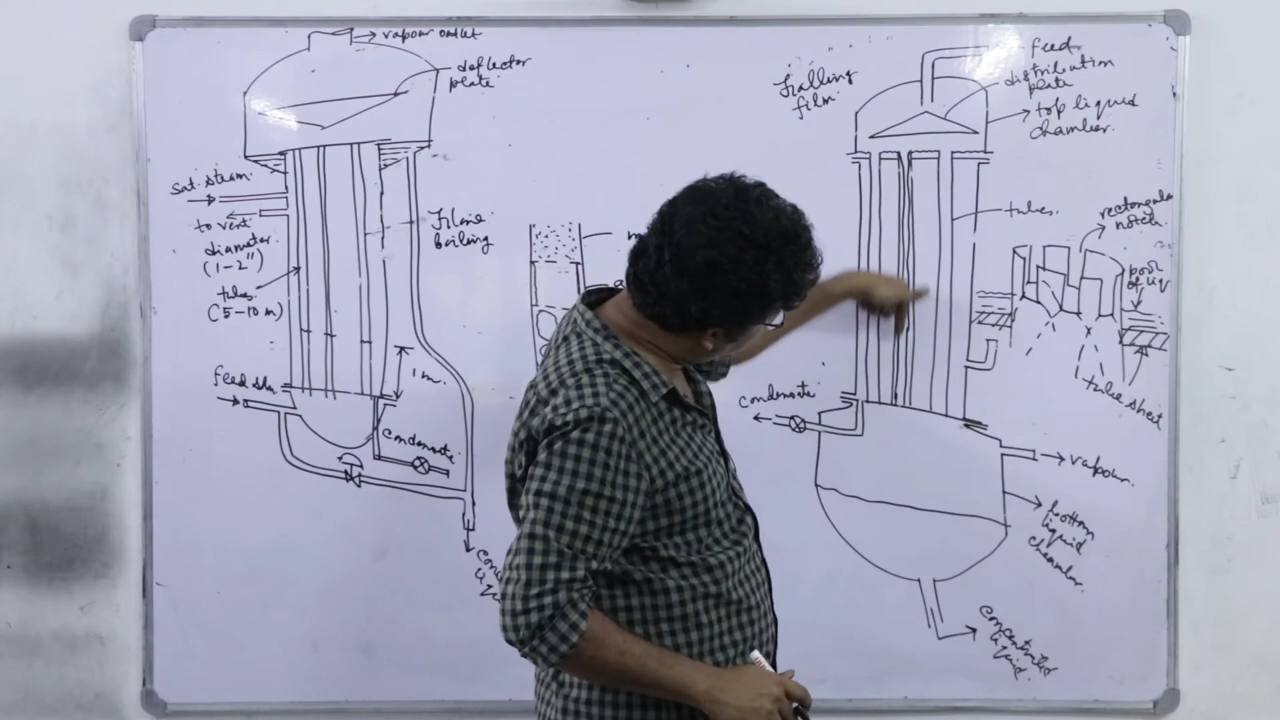 vapour outlet
deflector
plate
sat. steam
to vent
diameter
(1-2")
tubes
(5-10 m)
boiling
1 m.
feed
condensate
liq
Falling
film
feed
distribution
plate
top liquid
chamber.
tubes.
rectangular
notch
pool
of liq
tube sheet
condensate
vapour.
bottom
liquid
chamber
concentrated
liquid.